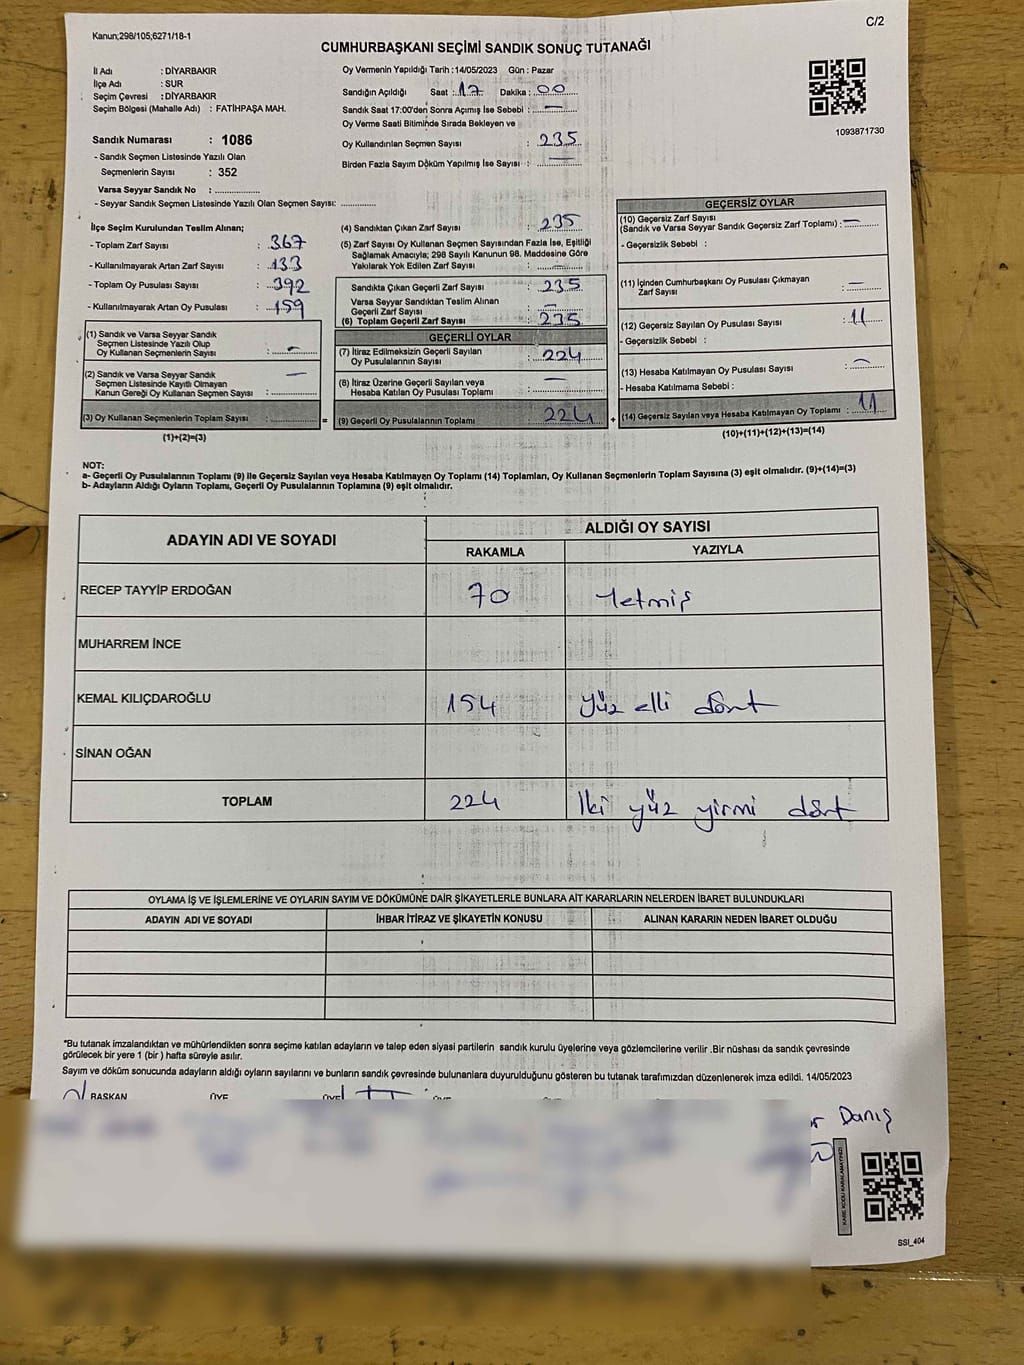 C/2
Kanun;298/105;6271/18-1
CUMHURBAŞKANI SEÇİMİ SANDIK SONUÇ TUTANAĞI
İl Adı : DİYARBAKIR
İlçe Adı : SUR
Seçim Çevresi : DİYARBAKIR
Seçim Bölgesi (Mahalle Adı) : FATİHPAŞA MAH.
Sandık Numarası : 1086
- Sandık Seçmen Listesinde Yazılı Olan
Seçmenlerin Sayısı : 352
Varsa Seyyar Sandık No : ....................
- Seyyar Sandık Seçmen Listesinde Yazılı Olan Seçmen Sayısı: ................
Oy Vermenin Yapıldığı Tarih :14/05/2023 Gün : Pazar
Sandığın Açıldığı Saat : 17 Dakika : 00
Sandık Saat 17:00'den Sonra Açımış İse Sebebi : —
Oy Verme Saati Bitiminde Sırada Bekleyen ve
Oy Kullandırılan Seçmen Sayısı : 235
Birden Fazla Sayım Döküm Yapılmış İse Sayısı : —
1093871730
İlçe Seçim Kurulundan Teslim Alınan;
- Toplam Zarf Sayısı : 367
- Kullanılmayarak Artan Zarf Sayısı : 133
- Toplam Oy Pusulası Sayısı : 392
- Kullanılmayarak Artan Oy Pusulası : 159
(1) Sandık ve Varsa Seyyar Sandık
Seçmen Listesinde Yazılı Olup
Oy Kullanan Seçmenlerin Sayısı : —
(2) Sandık ve Varsa Seyyar Sandık
Seçmen Listesinde Kayıtlı Olmayan
Kanun Gereği Oy Kullanan Seçmen Sayısı : —
(3) Oy Kullanan Seçmenlerin Toplam Sayısı : ................ =
(1)+(2)=(3)
(4) Sandıktan Çıkan Zarf Sayısı : 235
(5) Zarf Sayısı Oy Kullanan Seçmen Sayısından Fazla İse, Eşitliği
Sağlamak Amacıyla; 298 Sayılı Kanunun 98. Maddesine Göre
Yakılarak Yok Edilen Zarf Sayısı : —
Sandıkta Çıkan Geçerli Zarf Sayısı : 235
Varsa Seyyar Sandıktan Teslim Alınan
Geçerli Zarf Sayısı : —
(6) Toplam Geçerli Zarf Sayısı : 235
GEÇERLİ OYLAR
(7) İtiraz Edilmeksizin Geçerli Sayılan
Oy Pusulalarının Sayısı : 224
(8) İtiraz Üzerine Geçerli Sayılan veya
Hesaba Katılan Oy Pusulası Toplamı : —
(9) Geçerli Oy Pusulalarının Toplamı : 224 +
GEÇERSİZ OYLAR
(10) Geçersiz Zarf Sayısı
(Sandık ve Varsa Seyyar Sandık Geçersiz Zarf Toplamı) : —
- Geçersizlik Sebebi :
(11) İçinden Cumhurbaşkanı Oy Pusulası Çıkmayan
Zarf Sayısı : —
(12) Geçersiz Sayılan Oy Pusulası Sayısı : 11
- Geçersizlik Sebebi :
(13) Hesaba Katılmayan Oy Pusulası Sayısı : —
- Hesaba Katılmama Sebebi :
(14) Geçersiz Sayılan veya Hesaba Katılmayan Oy Toplamı : 11
(10)+(11)+(12)+(13)=(14)
NOT:
a- Geçerli Oy Pusulalarının Toplamı (9) ile Geçersiz Sayılan veya Hesaba Katılmayan Oy Toplamı (14) Toplamları, Oy Kullanan Seçmenlerin Toplam Sayısına (3) eşit olmalıdır. (9)+(14)=(3)
b- Adayların Aldığı Oyların Toplamı, Geçerli Oy Pusulalarının Toplamına (9) eşit olmalıdır.
ADAYIN ADI VE SOYADI
ALDIĞI OY SAYISI
RAKAMLA YAZIYLA
RECEP TAYYİP ERDOĞAN 70 Yetmiş
MUHARREM İNCE
KEMAL KILIÇDAROĞLU 154 Yüz elli dört
SİNAN OĞAN
TOPLAM 224 İki yüz yirmi dört
OYLAMA İŞ VE İŞLEMLERİNE VE OYLARIN SAYIM VE DÖKÜMÜNE DAİR ŞİKAYETLERLE BUNLARA AİT KARARLARIN NELERDEN İBARET BULUNDUKLARI
ADAYIN ADI VE SOYADI İHBAR İTİRAZ VE ŞİKAYETİN KONUSU ALINAN KARARIN NEDEN İBARET OLDUĞU
*Bu tutanak imzalandıktan ve mühürlendikten sonra seçime katılan adayların ve talep eden siyasi partilerin sandık kurulu üyelerine veya gözlemcilerine verilir .Bir nüshası da sandık çevresinde
görülecek bir yere 1 (bir ) hafta süreyle asılır.
Sayım ve döküm sonucunda adayların aldığı oyların sayılarını ve bunların sandık çevresinde bulunanlara duyurulduğunu gösteren bu tutanak tarafımızdan düzenlenerek imza edildi. 14/05/2023
BAŞKAN ÜYE ÜYE
Danış
KARE KODU KARALAMAYINIZ!
SSI_404